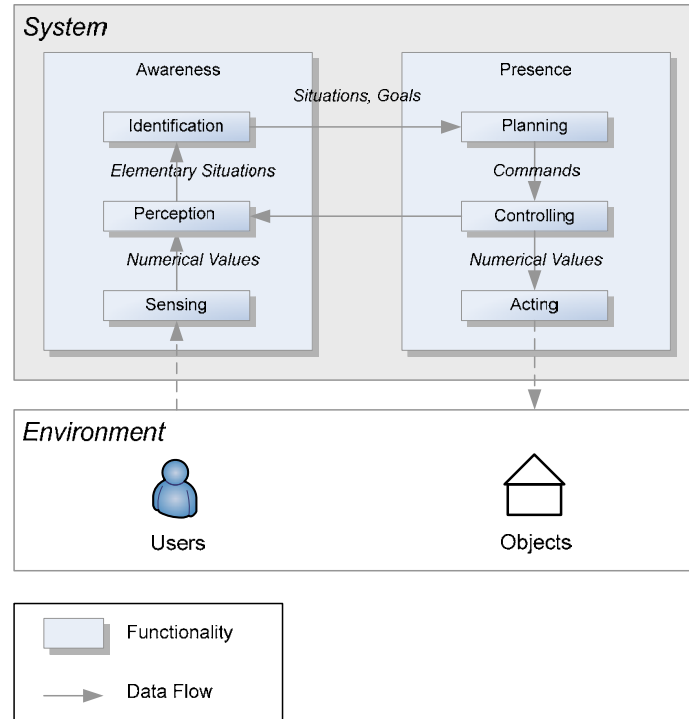 System
Awareness
Presence
Situations, Goals
Identification
Planning
Elementary Situations
Commands
Perception
Controlling
Numerical Values
Numerical Values
Sensing
Acting
Environment
Users
Objects
Functionality
Data Flow